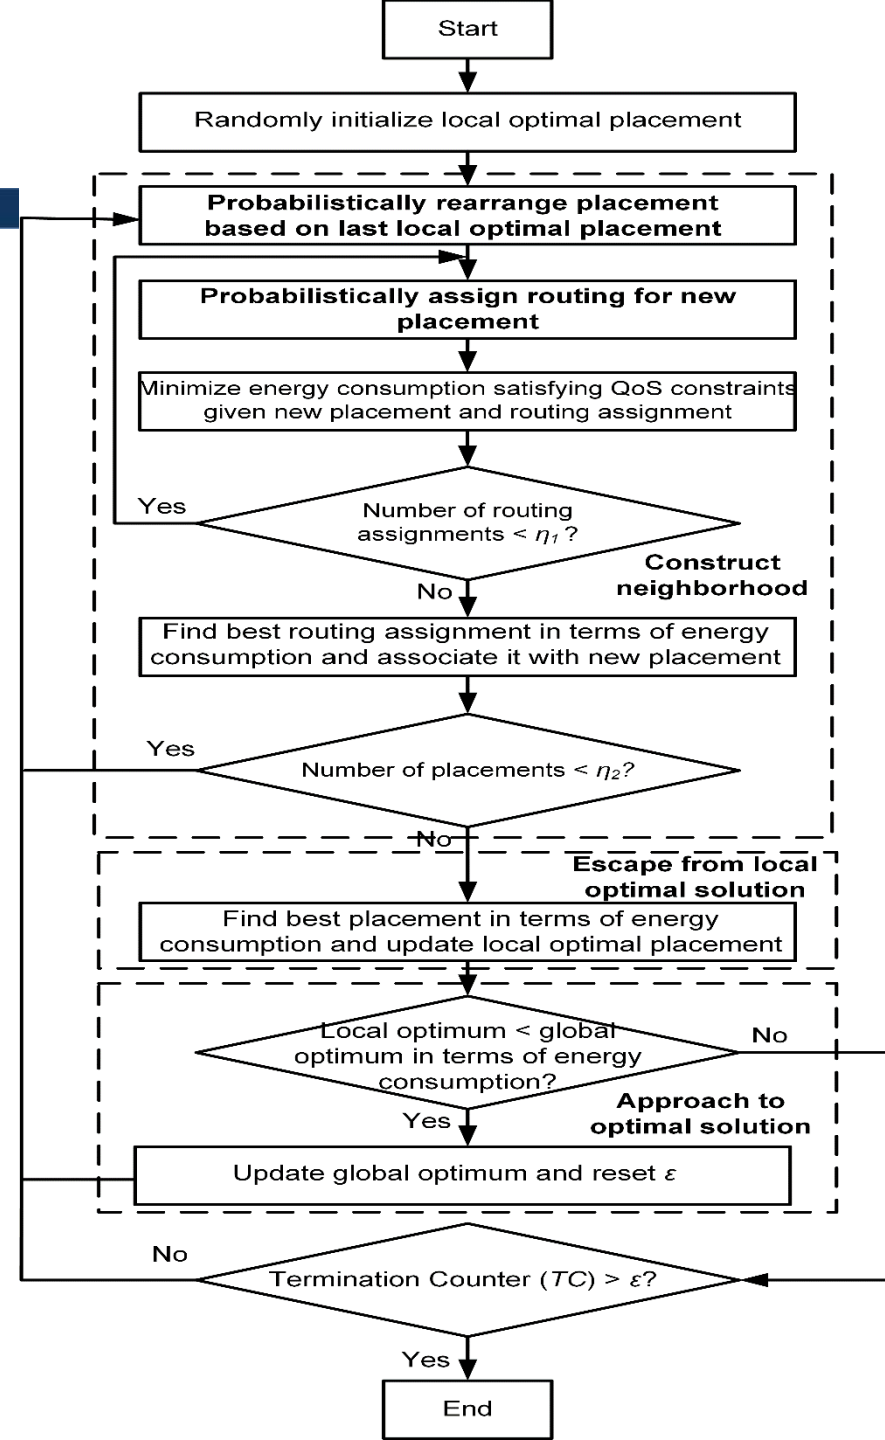 Start
Randomly initialize local optimal placement
Probabilistically rearrange placement
based on last local optimal placement
Probabilistically assign routing for new
placement
Minimize energy consumption satisfying QoS constraints
given new placement and routing assignment
Yes
Number of routing
assignments < η₁ ?
Construct
neighborhood
No
Find best routing assignment in terms of energy
consumption and associate it with new placement
Yes
Number of placements < η₂?
No
Escape from local
optimal solution
Find best placement in terms of energy
consumption and update local optimal placement
Local optimum < global
optimum in terms of energy
consumption?
No
Yes
Approach to
optimal solution
Update global optimum and reset ε
No
Termination Counter (TC) > ε?
Yes
End